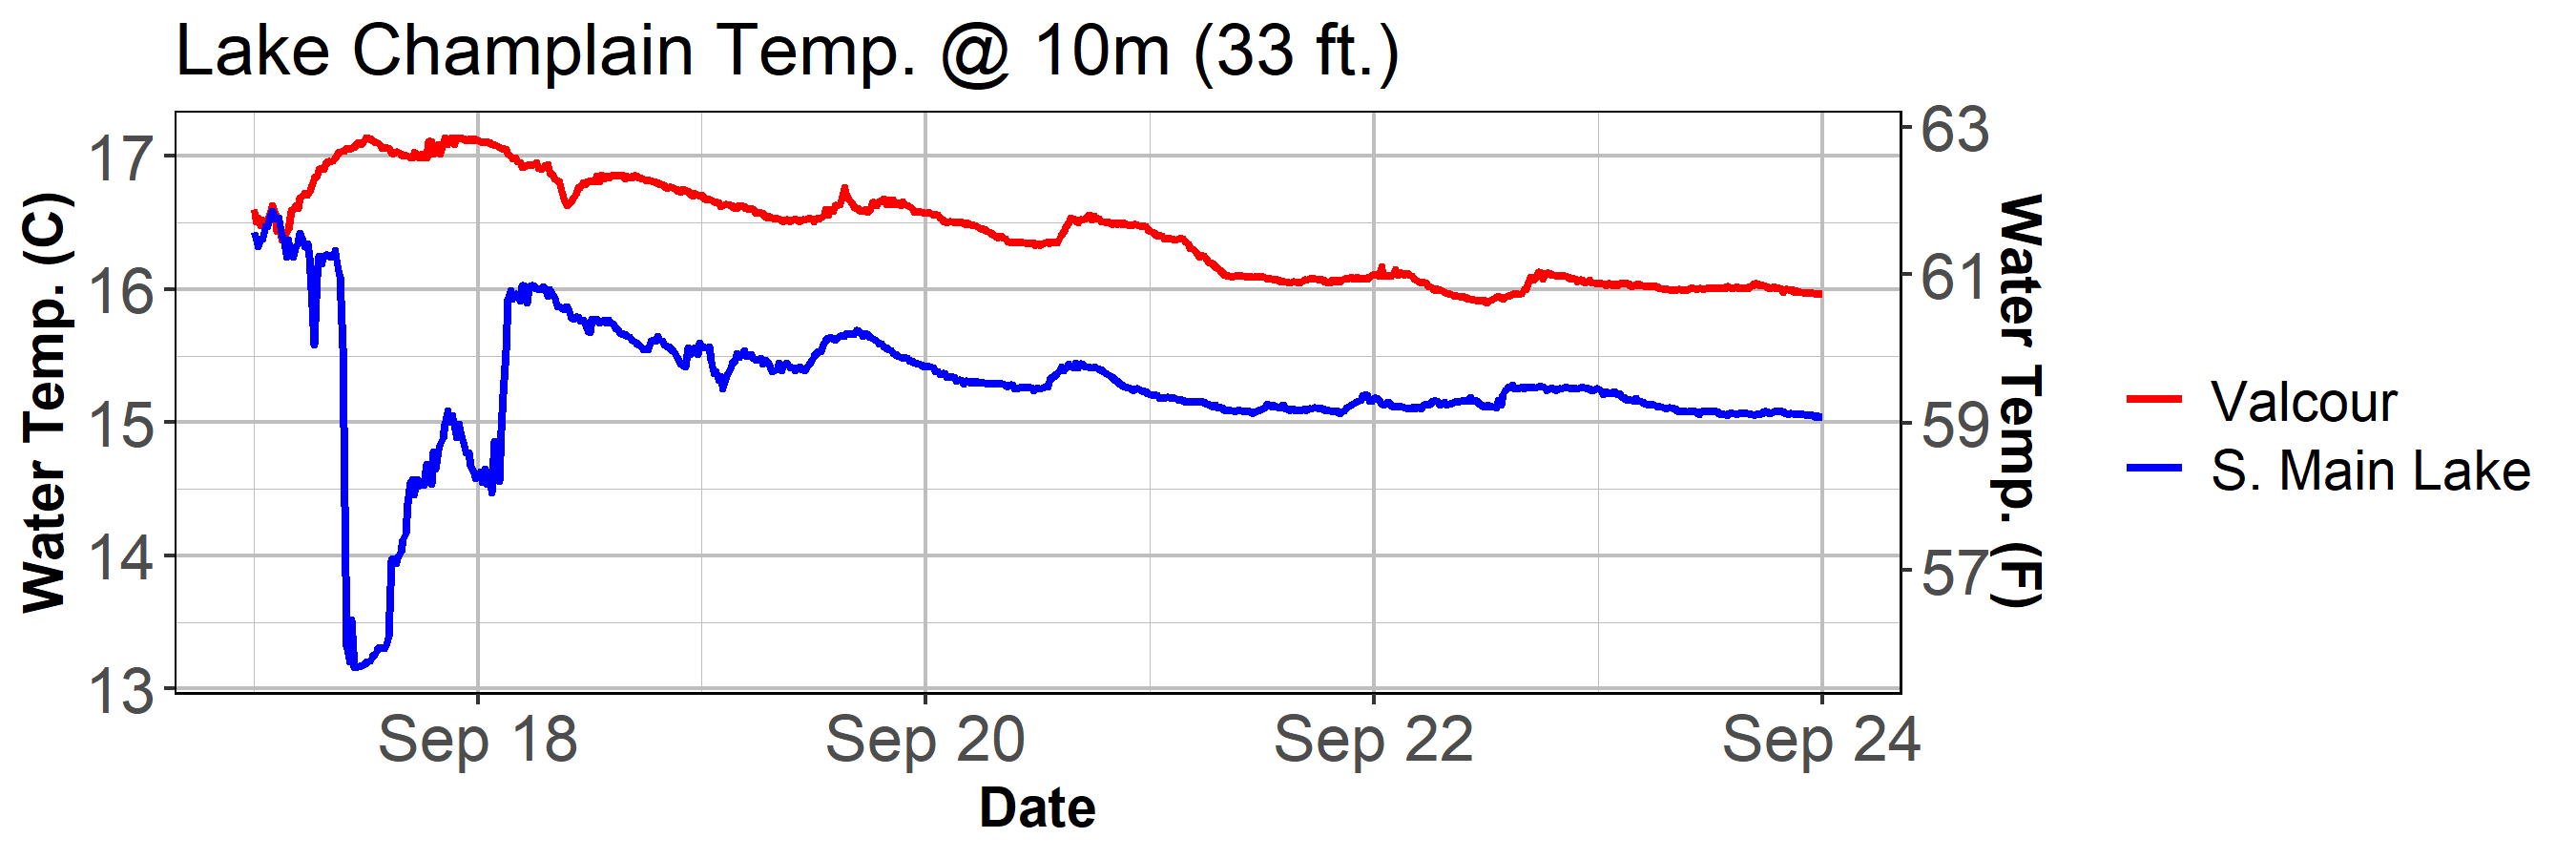 Lake Champlain Temp. @ 10m (33 ft.)
Water Temp. (C)
17
16
15
14
13
63
61
59
57
Water Temp. (F)
Sep 18
Sep 20
Sep 22
Sep 24
Date
Valcour
S. Main Lake